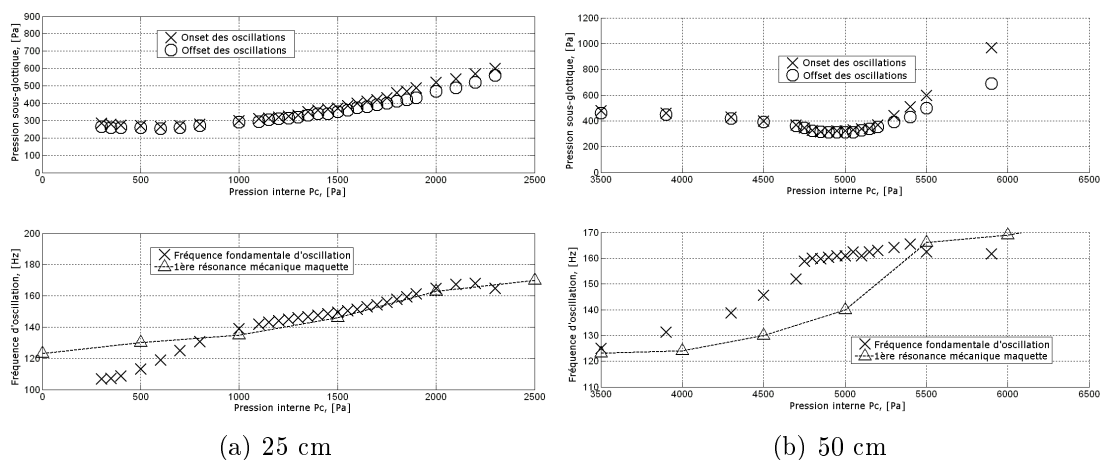 900
800
700
600
500
400
300
200
100
0
Pression sous-glottique, [Pa]
Onset des oscillations
Offset des oscillations
0 500 1000 1500 2000 2500
Pression interne Pc, [Pa]
200
180
160
140
120
100
Fréquence d'oscillation, [Hz]
Fréquence fondamentale d'oscillation
1ère résonance mécanique maquette
0 500 1000 1500 2000 2500
Pression interne Pc, [Pa]
(a) 25 cm
1200
1000
800
600
400
200
0
Pression sous-glottique, [Pa]
Onset des oscillations
Offset des oscillations
3500 4000 4500 5000 5500 6000 6500
Pression interne Pc, [Pa]
170
160
150
140
130
120
110
Fréquence d'oscillation, [Hz]
Fréquence fondamentale d'oscillation
1ère résonance mécanique maquette
3500 4000 4500 5000 5500 6000 6500
Pression interne Pc, [Pa]
(b) 50 cm